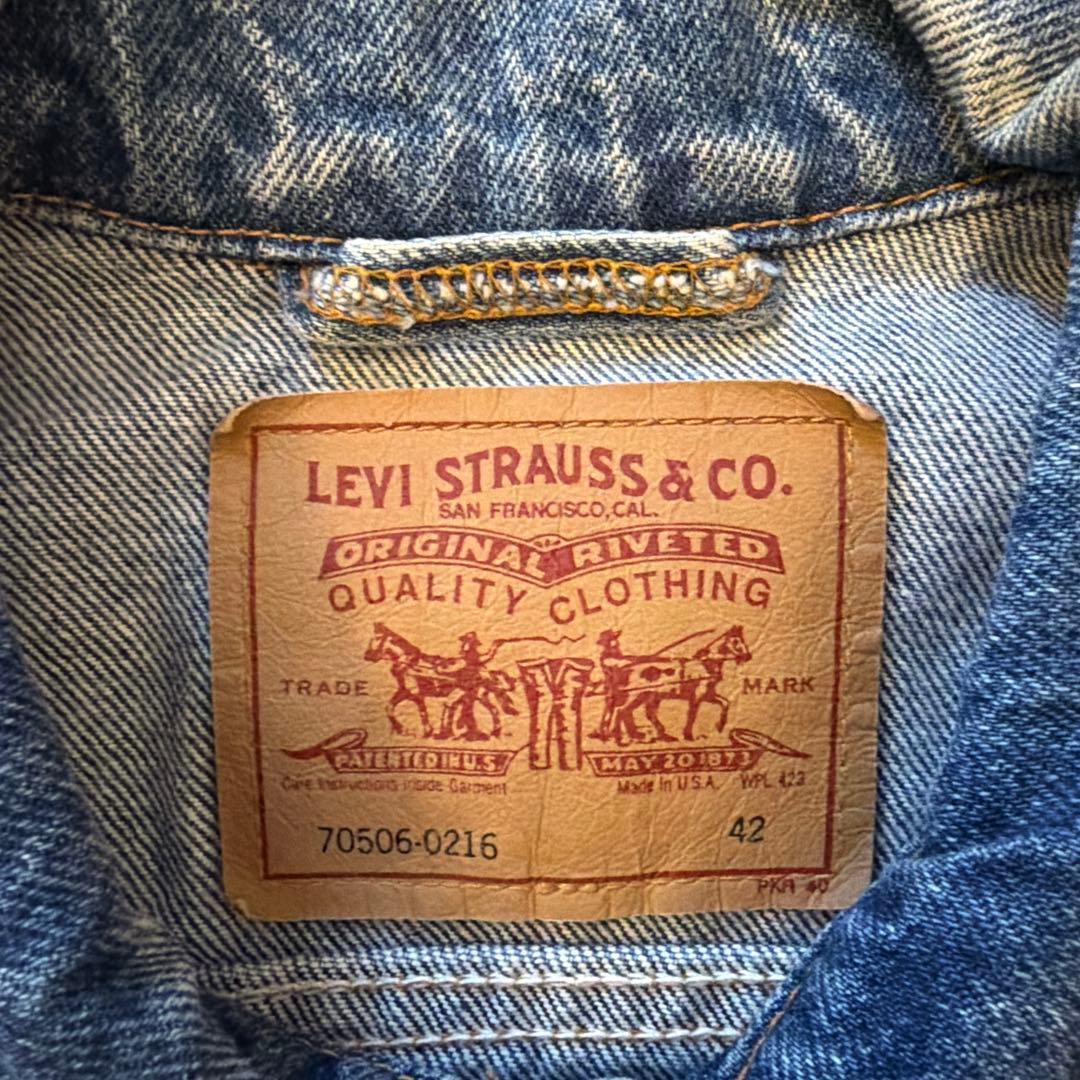 LEVI STRAUSS & CO.
SAN FRANCISCO, CAL.
ORIGINAL RIVETED
QUALITY CLOTHING
TRADE MARK
PATENTED IN U.S. MAY 20 1873
Care Instructions Inside Garment Made In U.S.A. WPL 423
70506-0216 42